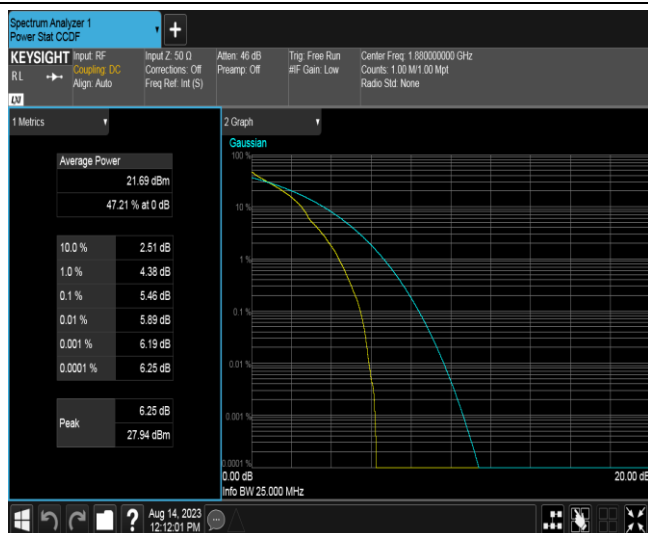 Spectrum Analyzer 1
Power Stat CCDF
+
KEYSIGHT
RL
LXI
Input: RF
Coupling: DC
Align: Auto
Input Z: 50 Ω
Corrections: Off
Freq Ref: Int (S)
Atten: 46 dB
Preamp: Off
Trig: Free Run
#IF Gain: Low
Center Freq: 1.880000000 GHz
Counts: 1.00 M/1.00 Mpt
Radio Std: None
1 Metrics
Average Power
21.69 dBm
47.21 % at 0 dB
10.0 % 2.51 dB
1.0 % 4.38 dB
0.1 % 5.46 dB
0.01 % 5.89 dB
0.001 % 6.19 dB
0.0001 % 6.25 dB
Peak
6.25 dB
27.94 dBm
2 Graph
Gaussian
100 %
10 %
1 %
0.1 %
0.01 %
0.001 %
0.0001 %
0.00 dB 20.00 dB
Info BW 25.000 MHz
?
Aug 14, 2023
12:12:01 PM